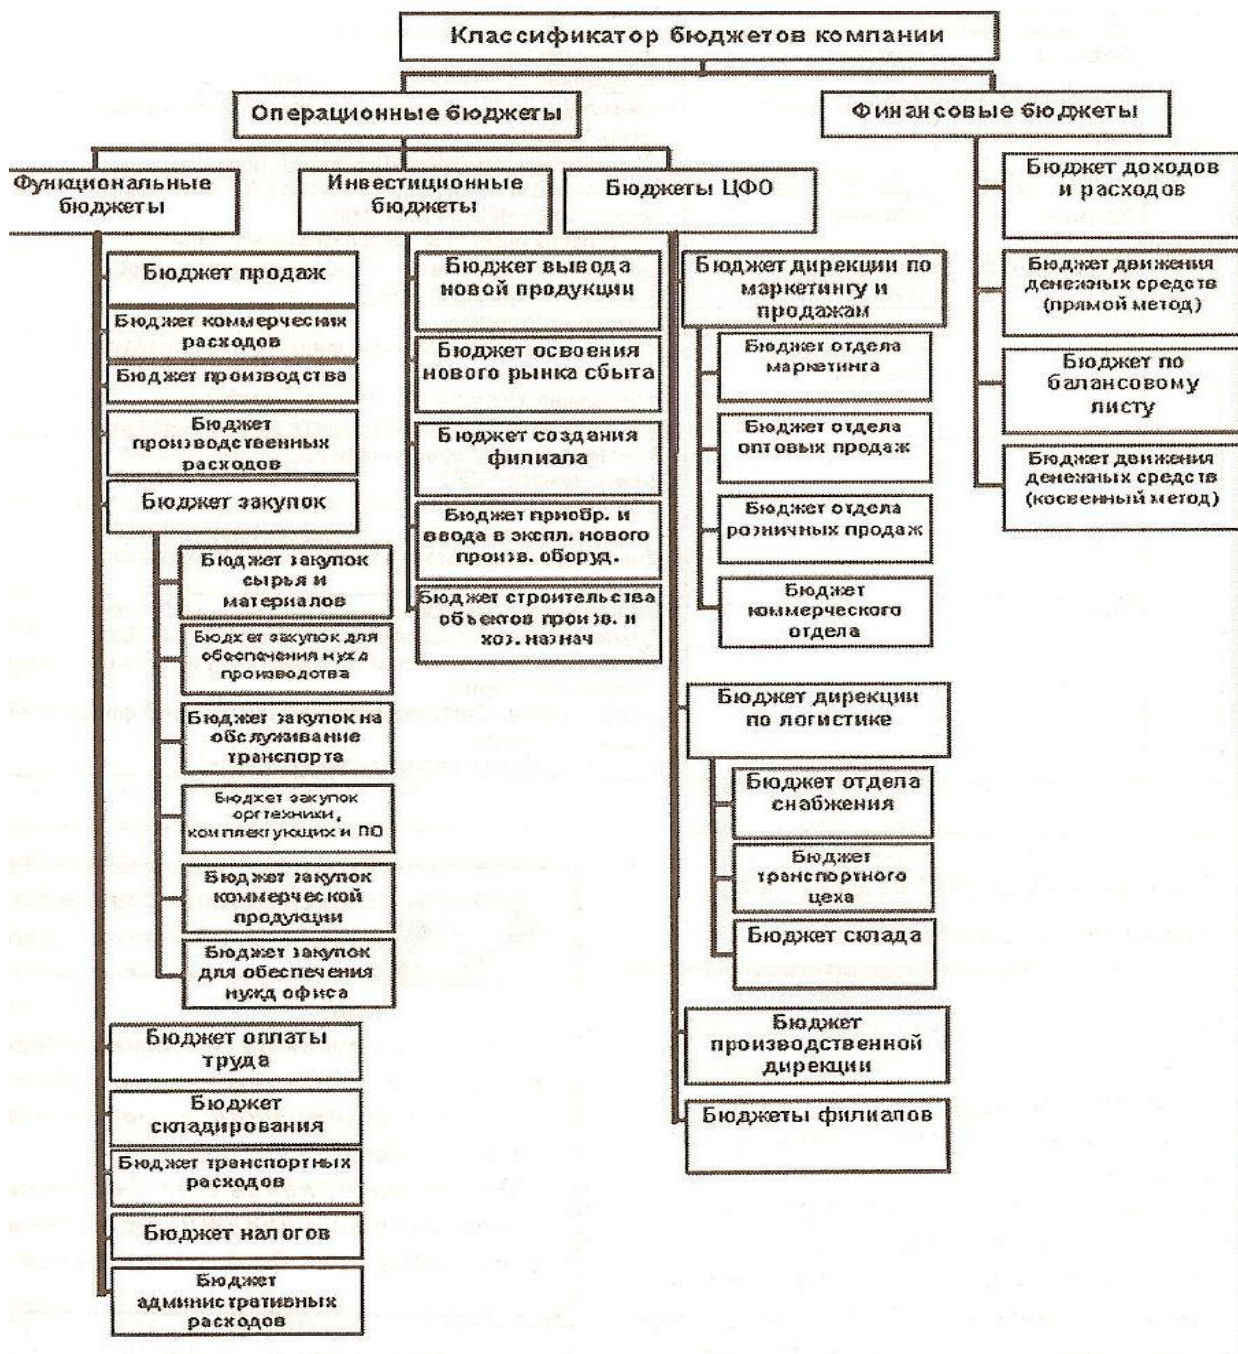 Классификатор бюджетов компании
Операционные бюджеты
Финансовые бюджеты
Функциональные
бюджеты
Инвестиционные
бюджеты
Бюджеты ЦФО
Бюджет продаж
Бюджет коммерческих
расходов
Бюджет производства
Бюджет
производственных
расходов
Бюджет закупок
Бюджет закупок
сырья и
материалов
Бюджет закупок для
обеспечения нужд
производства
Бюджет закупок на
обслуживание
транспорта
Бюджет закупок
оргтехники,
комплектующих и ПО
Бюджет закупок
коммерческой
продукции
Бюджет закупок
для обеспечения
нужд офиса
Бюджет оплаты
труда
Бюджет
складирования
Бюджет транспортных
расходов
Бюджет налогов
Бюджет
административных
расходов
Бюджет вывода
новой продукции
Бюджет освоения
нового рынка сбыта
Бюджет создания
филиала
Бюджет приобр. и
ввода в экспл. нового
произв. оборуд.
Бюджет строительства
объектов произв. и
хоз. назнач
Бюджет дирекции по
маркетингу и
продажам
Бюджет отдела
маркетинга
Бюджет отдела
оптовых продаж
Бюджет отдела
розничных продаж
Бюджет
коммерческого
отдела
Бюджет дирекции
по логистике
Бюджет отдела
снабжения
Бюджет
транспортного
цеха
Бюджет склада
Бюджет
производственной
дирекции
Бюджеты филиалов
Бюджет доходов
и расходов
Бюджет движения
денежных средств
(прямой метод)
Бюджет по
балансовому
листу
Бюджет движения
денежных средств
(косвенный метод)